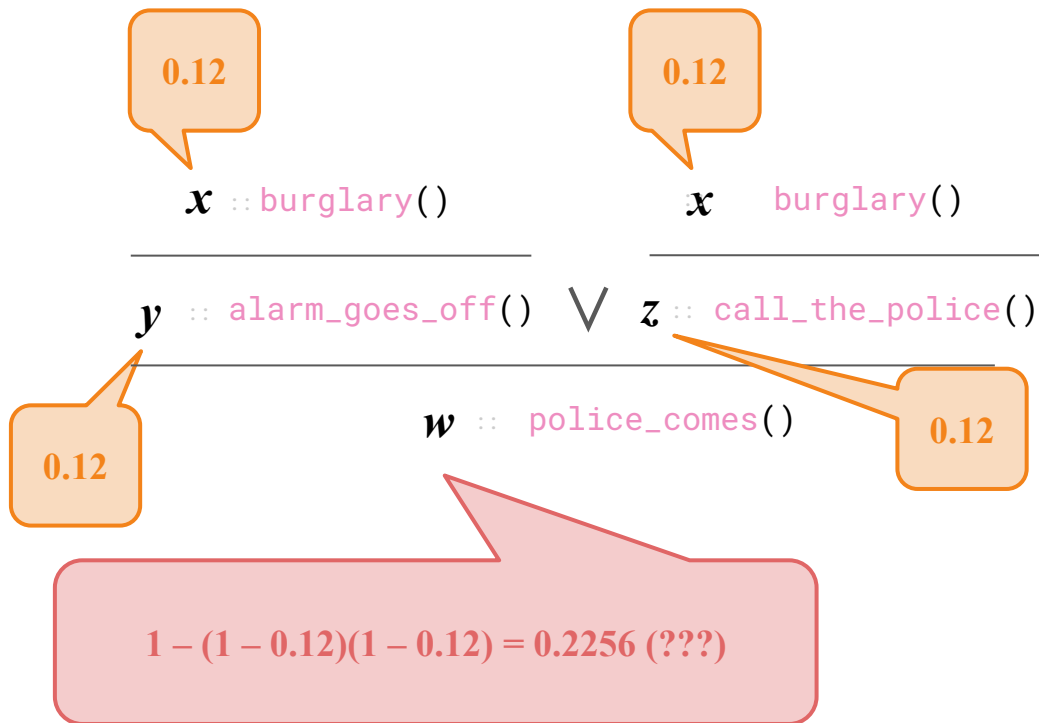 0.12 0.12
x :: burglary() x burglary()
y :: alarm_goes_off() ∨ z :: call_the_police()
w :: police_comes()
0.12 0.12
1 – (1 – 0.12)(1 – 0.12) = 0.2256 (???)